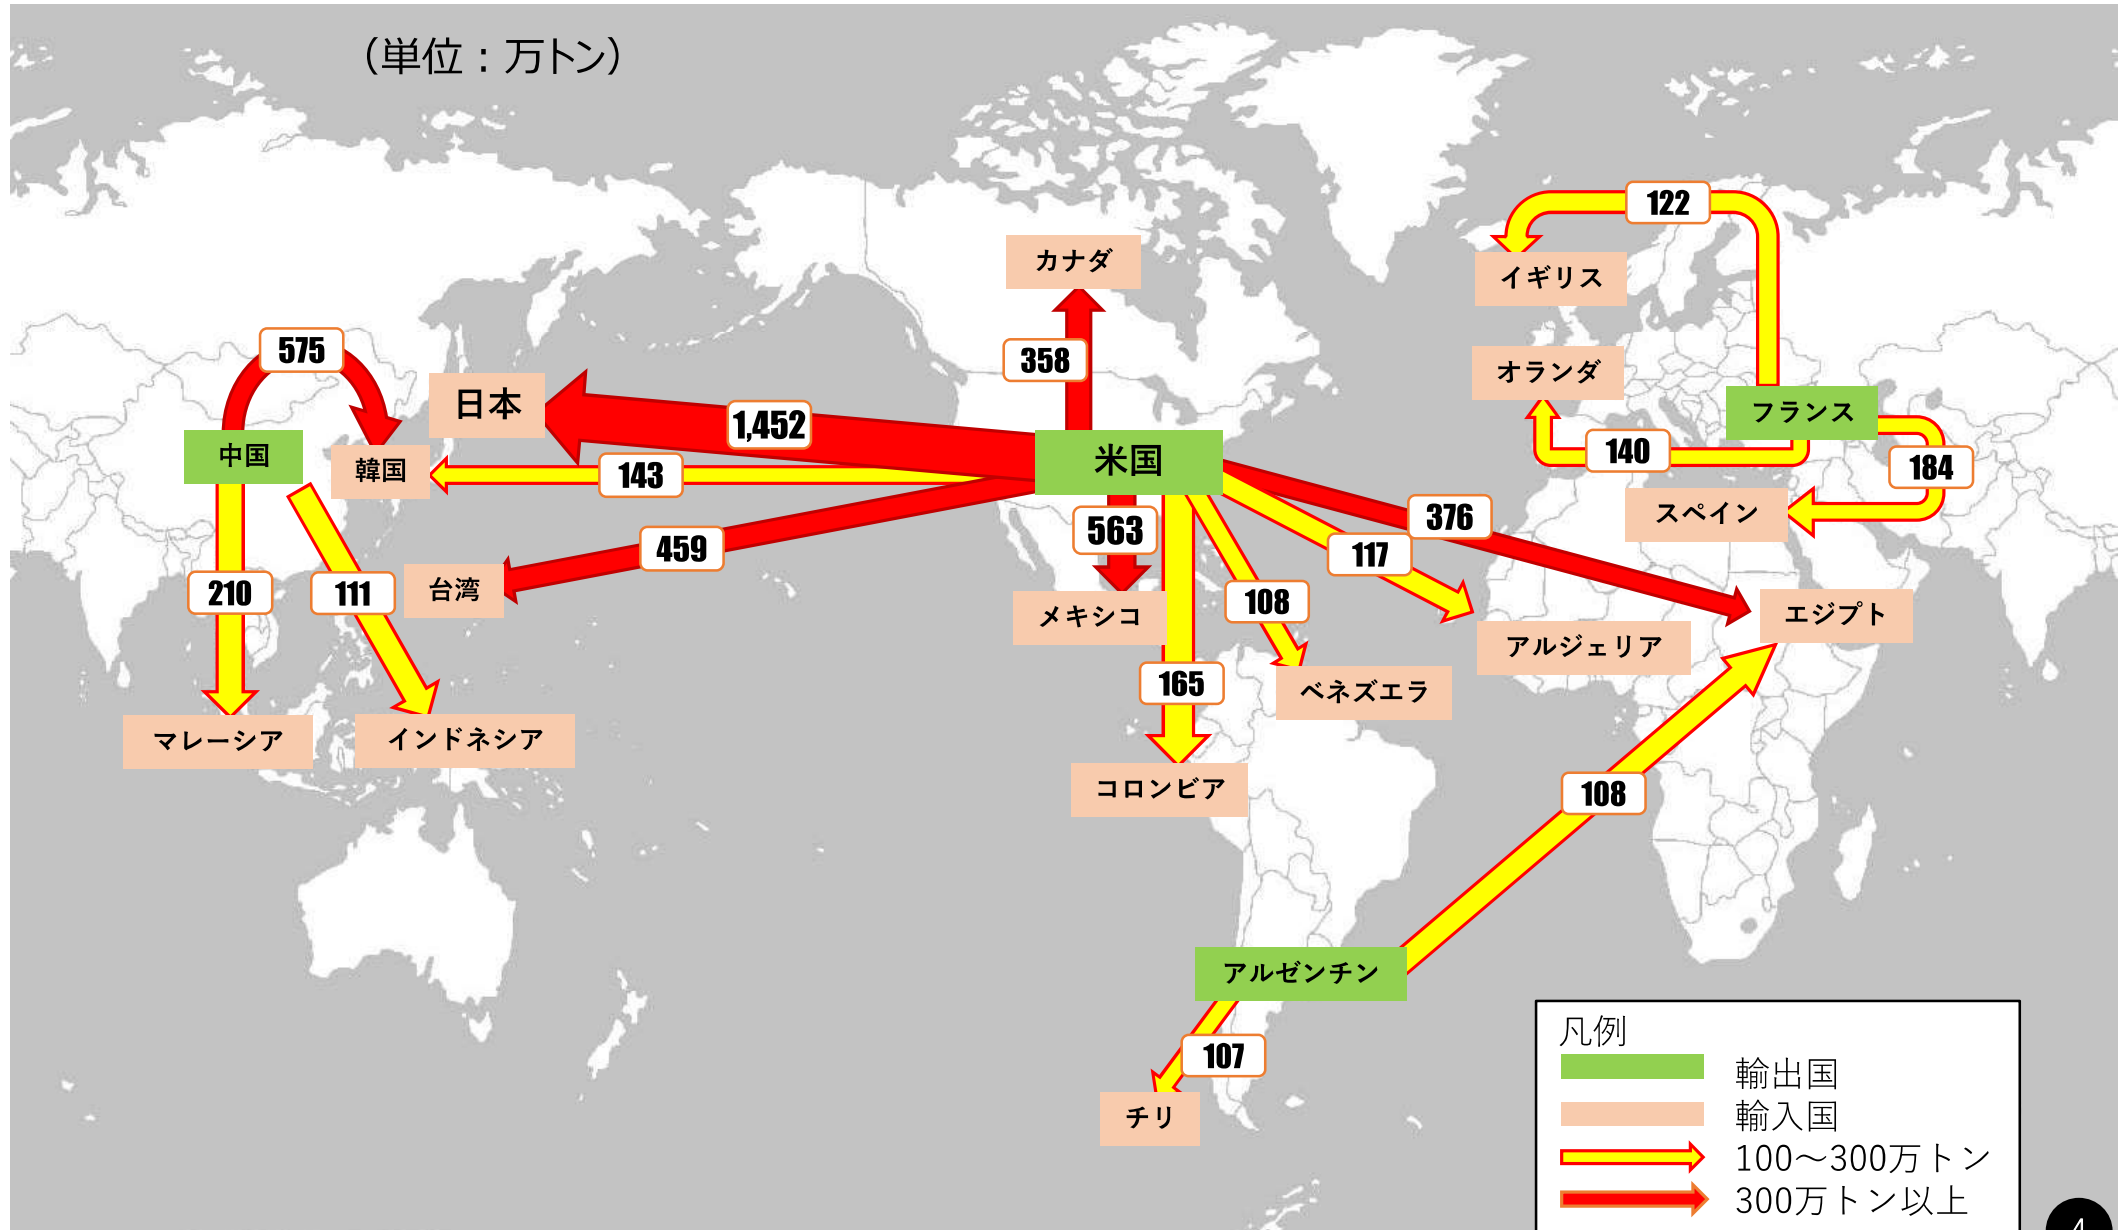 （単位：万トン）
122
カナダ
イギリス
575
358
オランダ
日本
1,452
フランス
中国
韓国
143
米国
140
184
459
563
376
スペイン
117
210
111
台湾
メキシコ
108
エジプト
アルジェリア
165
ベネズエラ
マレーシア
インドネシア
コロンビア
108
アルゼンチン
107
チリ
凡例
輸出国
輸入国
100～300万トン
300万トン以上
4